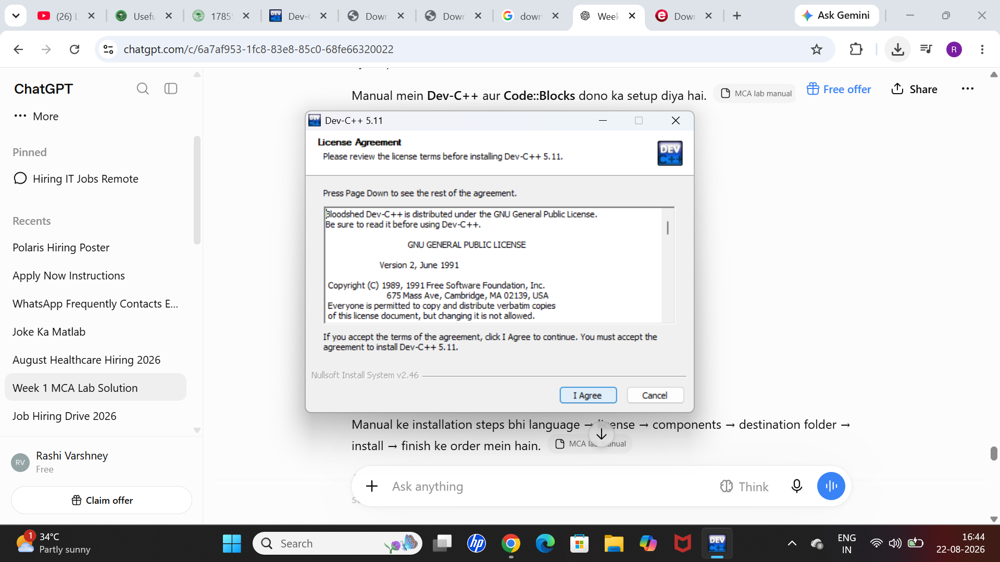 (26) L
Usefu
1785
Dev-C
Down
Down
down
Week
Down
Ask Gemini
chatgpt.com/c/6a7af953-1fc8-83e8-85c0-68fe66320022
R
ChatGPT
More
Pinned
Hiring IT Jobs Remote
Recents
Polaris Hiring Poster
Apply Now Instructions
WhatsApp Frequently Contacts E...
Joke Ka Matlab
August Healthcare Hiring 2026
Week 1 MCA Lab Solution
Job Hiring Drive 2026
RV
Rashi Varshney
Free
Claim offer
Manual mein Dev-C++ aur Code::Blocks dono ka setup diya hai.
MCA lab manual
Free offer
Share
Dev-C++ 5.11
License Agreement
Please review the license terms before installing Dev-C++ 5.11.
DEV C++
Press Page Down to see the rest of the agreement.
Bloodshed Dev-C++ is distributed under the GNU General Public License.
Be sure to read it before using Dev-C++.
GNU GENERAL PUBLIC LICENSE
Version 2, June 1991
Copyright (C) 1989, 1991 Free Software Foundation, Inc.
675 Mass Ave, Cambridge, MA 02139, USA
Everyone is permitted to copy and distribute verbatim copies
of this license document, but changing it is not allowed.
If you accept the terms of the agreement, click I Agree to continue. You must accept the
agreement to install Dev-C++ 5.11.
Nullsoft Install System v2.46
I Agree
Cancel
Manual ke installation steps bhi language → license → components → destination folder →
install → finish ke order mein hain.
MCA lab manual
Ask anything
Think
1
34°C
Partly sunny
Search
hp
DEV C++
ENG
IN
16:44
22-08-2026